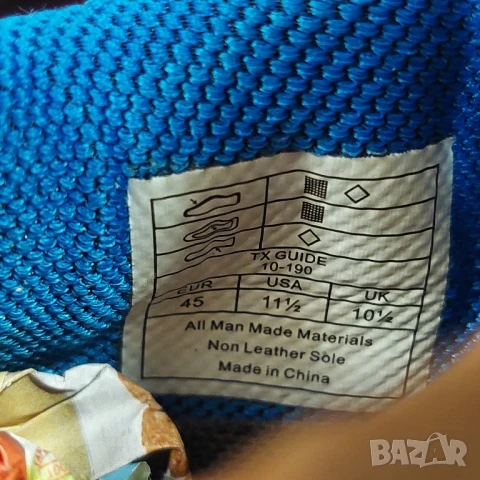 TX GUIDE
10-190
EUR USA UK
45 11½ 10½
All Man Made Materials
Non Leather Sole
Made in China
BAZAR